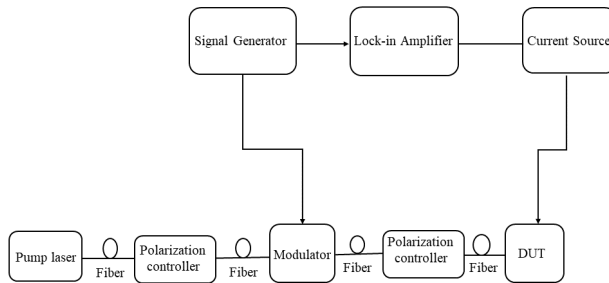 Signal Generator
Lock-in Amplifier
Current Source
Pump laser
Fiber
Polarization
controller
Fiber
Modulator
Fiber
Polarization
controller
Fiber
DUT